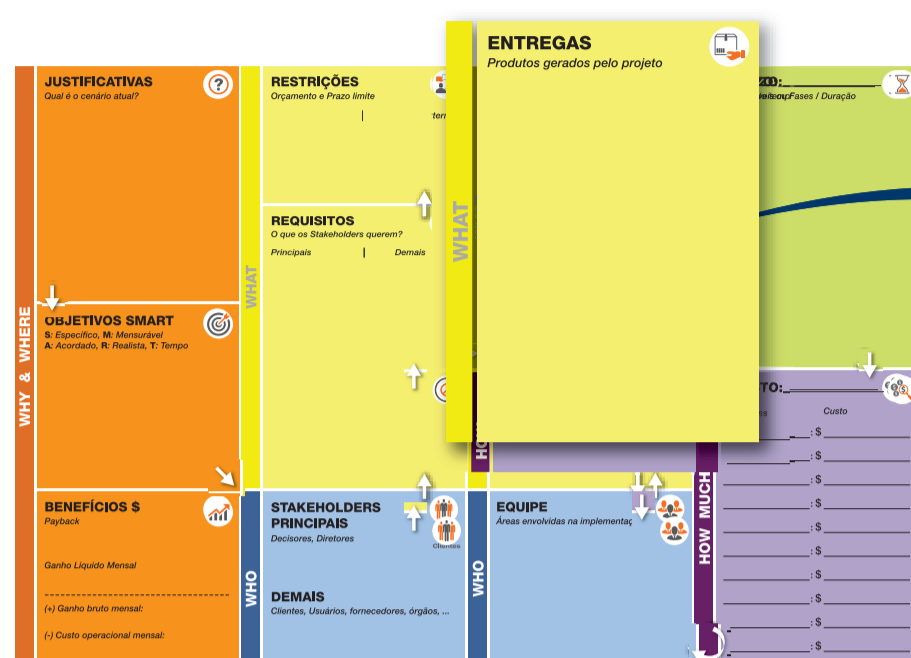 WHY & WHERE
JUSTIFICATIVAS
Qual é o cenário atual?
OBJETIVOS SMART
S: Específico, M: Mensurável
A: Acordado, R: Realista, T: Tempo
BENEFÍCIOS $
Payback
Ganho Líquido Mensal
(+) Ganho bruto mensal:
(-) Custo operacional mensal:
WHAT
RESTRIÇÕES
Orçamento e Prazo limite
REQUISITOS
O que os Stakeholders querem?
Principais | Demais
WHO
STAKEHOLDERS
PRINCIPAIS
Decisores, Diretores
Clientes
DEMAIS
Clientes, Usuários, fornecedores, órgãos, ...
WHAT
ENTREGAS
Produtos gerados pelo projeto
WHO
EQUIPE
Áreas envolvidas na
Fases / Duração
HOW MUCH
Custo
: $
: $
: $
: $
: $
: $
: $
: $
: $
: $